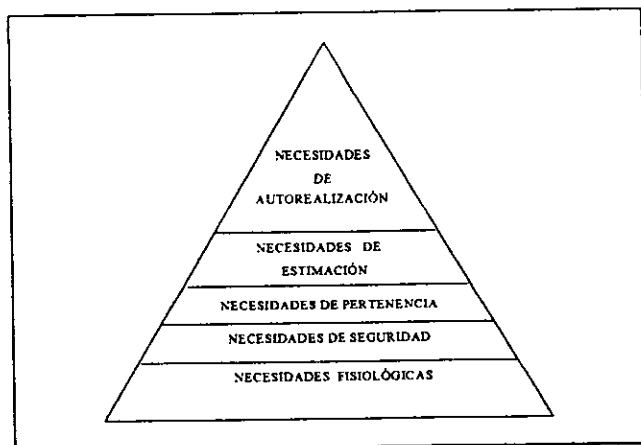 NECESIDADES
DE
AUTOREALIZACIÓN
NECESIDADES DE
ESTIMACIÓN
NECESIDADES DE PERTENENCIA
NECESIDADES DE SEGURIDAD
NECESIDADES FISIOLÓGICAS